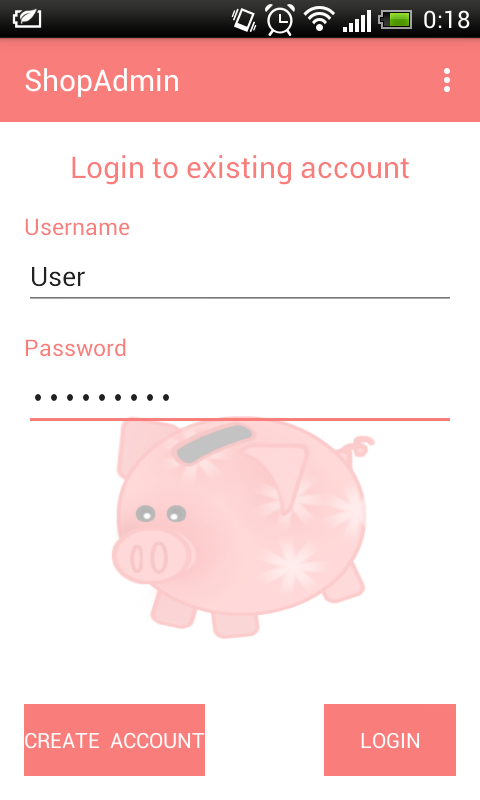 0:18
ShopAdmin
Login to existing account
Username
User
Password
•••••••••
CREATE ACCOUNT
LOGIN